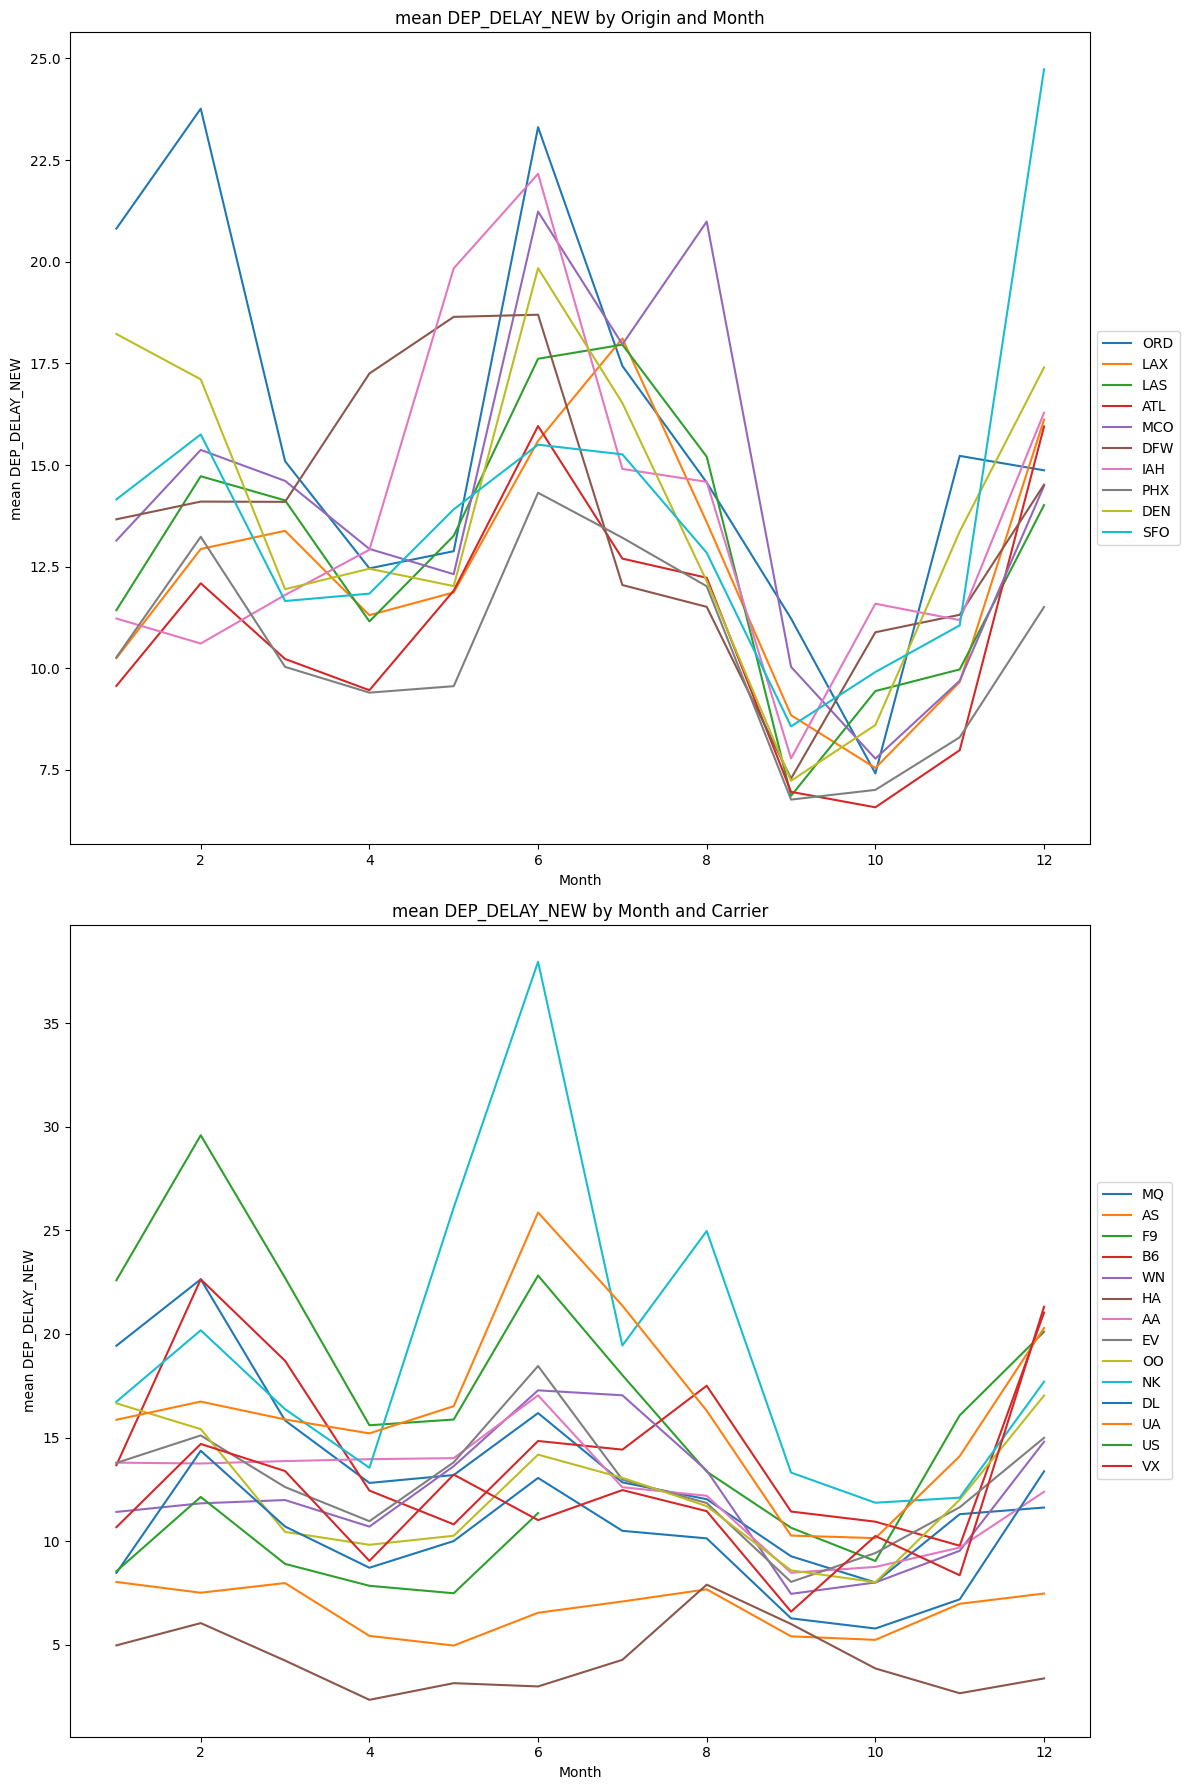 mean DEP_DELAY_NEW by Origin and Month
mean DEP_DELAY_NEW
25.0
22.5
20.0
17.5
15.0
12.5
10.0
7.5
2 4 6 8 10 12
Month
ORD
LAX
LAS
ATL
MCO
DFW
IAH
PHX
DEN
SFO
mean DEP_DELAY_NEW by Month and Carrier
mean DEP_DELAY_NEW
35
30
25
20
15
10
5
2 4 6 8 10 12
Month
MQ
AS
F9
B6
WN
HA
AA
EV
OO
NK
DL
UA
US
VX